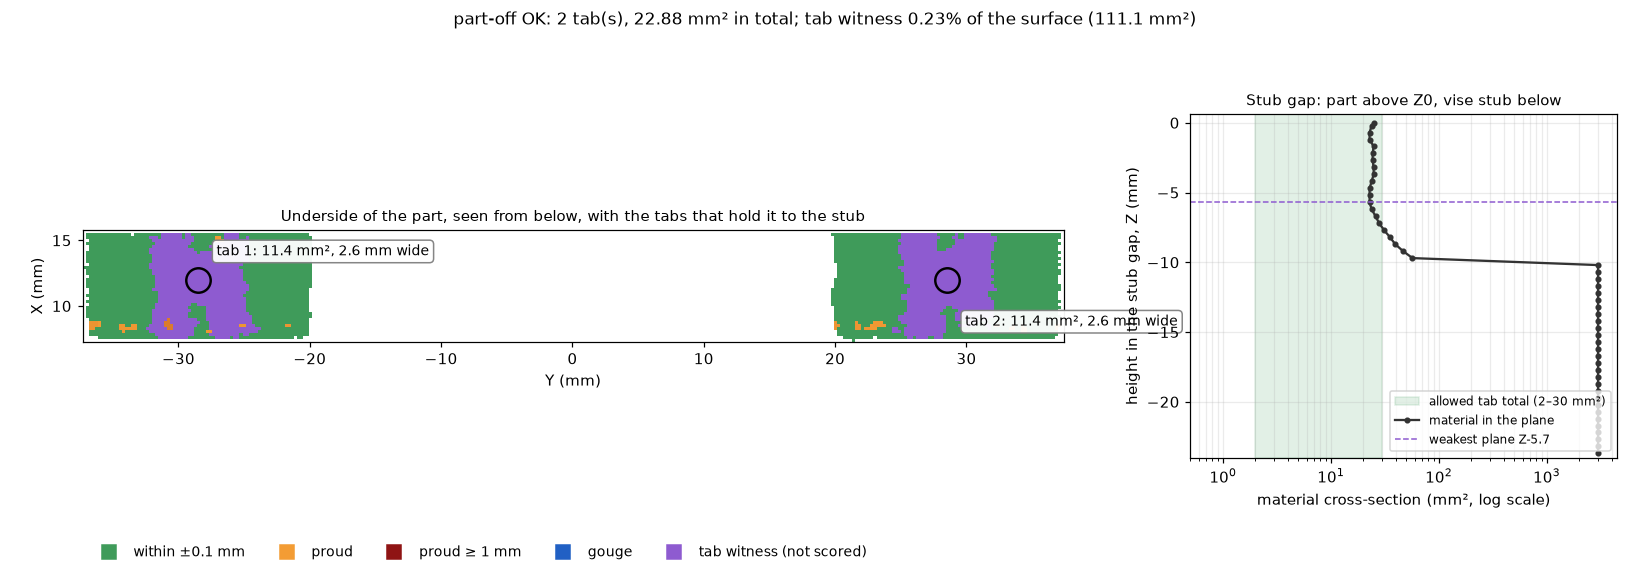 part-off OK: 2 tab(s), 22.88 mm² in total; tab witness 0.23% of the surface (111.1 mm²)
Underside of the part, seen from below, with the tabs that hold it to the stub
15
10
X (mm)
tab 1: 11.4 mm², 2.6 mm wide
tab 2: 11.4 mm², 2.6 mm wide
−30
−20
−10
0
10
20
30
Y (mm)
Stub gap: part above Z0, vise stub below
0
−5
−10
−15
−20
height in the stub gap, Z (mm)
allowed tab total (2–30 mm²)
material in the plane
weakest plane Z-5.7
10⁰
10¹
10²
10³
material cross-section (mm², log scale)
within ±0.1 mm
proud
proud ≥ 1 mm
gouge
tab witness (not scored)